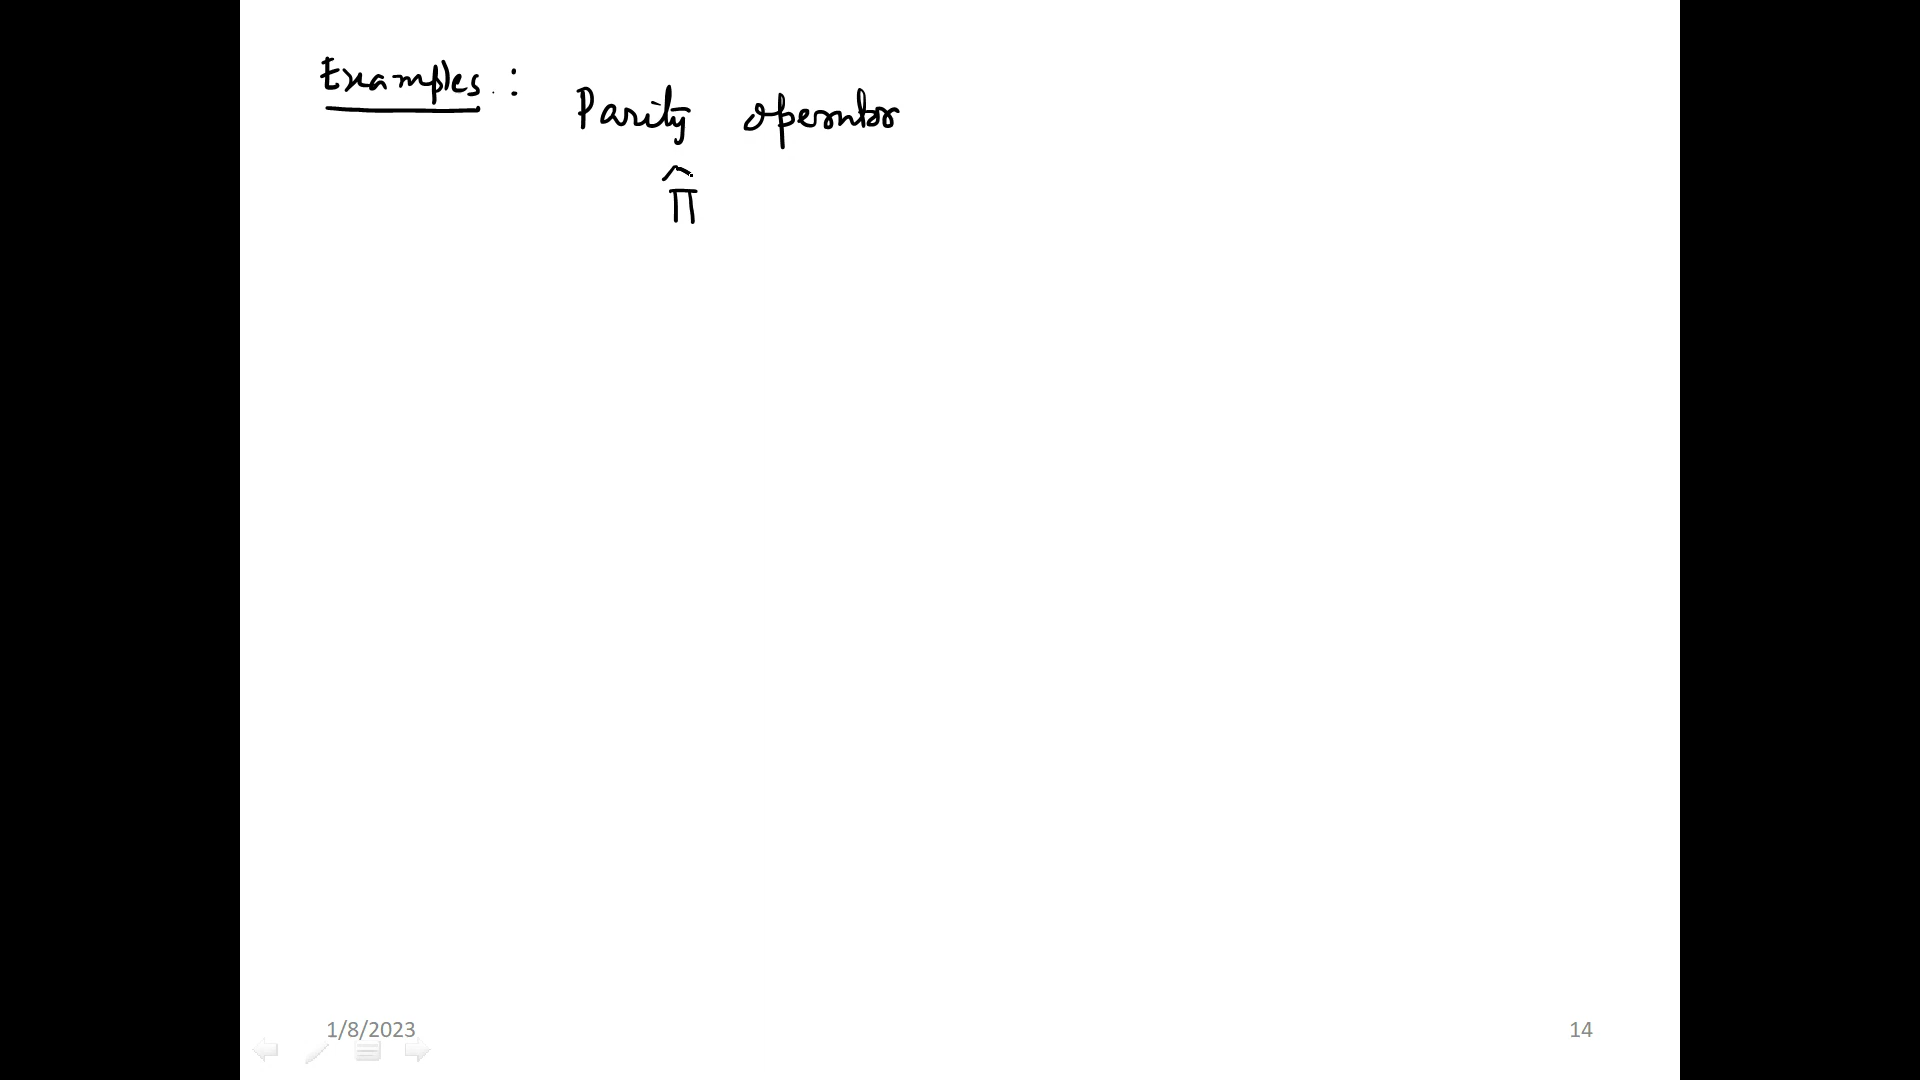 Examples :
Parity operator
Π̂
1/8/2023
14